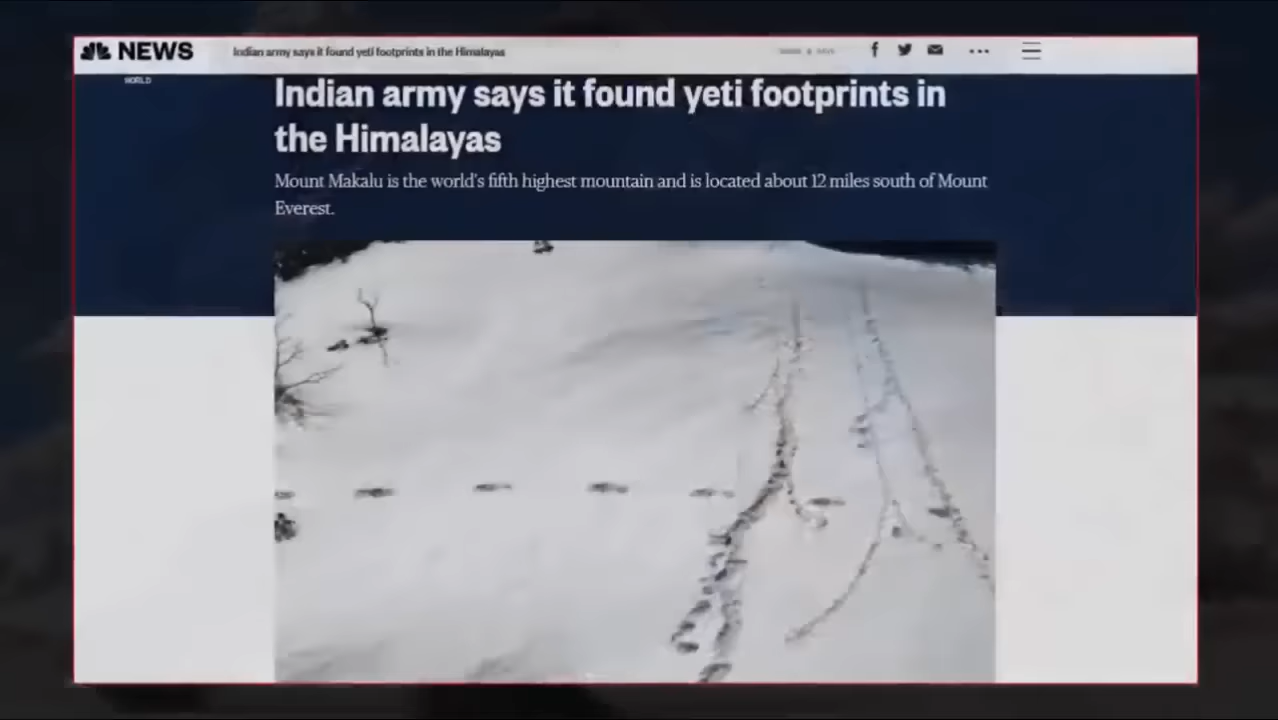 NEWS
Indian army says it found yeti footprints in the Himalayas
WORLD
Indian army says it found yeti footprints in
the Himalayas
Mount Makalu is the world's fifth highest mountain and is located about 12 miles south of Mount
Everest.